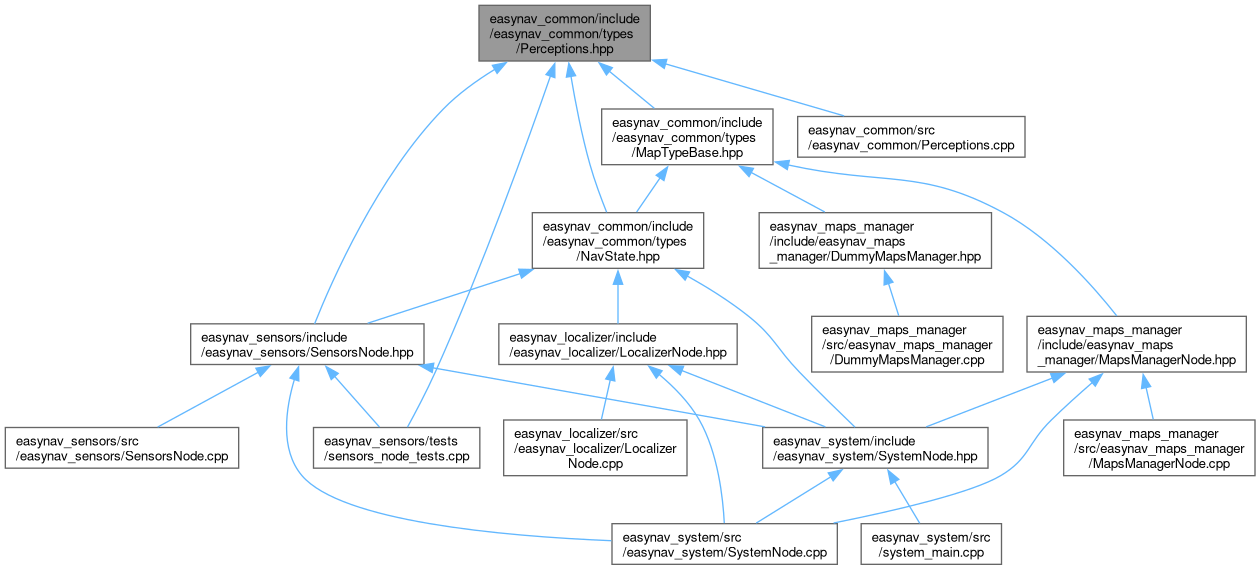 easynav_common/include
/easynav_common/types
/Perceptions.hpp
easynav_common/include
/easynav_common/types
/MapTypeBase.hpp
easynav_common/src
/easynav_common/Perceptions.cpp
easynav_common/include
/easynav_common/types
/NavState.hpp
easynav_maps_manager
/include/easynav_maps
_manager/DummyMapsManager.hpp
easynav_sensors/include
/easynav_sensors/SensorsNode.hpp
easynav_localizer/include
/easynav_localizer/LocalizerNode.hpp
easynav_maps_manager
/src/easynav_maps_manager
/DummyMapsManager.cpp
easynav_maps_manager
/include/easynav_maps
_manager/MapsManagerNode.hpp
easynav_sensors/src
/easynav_sensors/SensorsNode.cpp
easynav_sensors/tests
/sensors_node_tests.cpp
easynav_localizer/src
/easynav_localizer/Localizer
Node.cpp
easynav_system/include
/easynav_system/SystemNode.hpp
easynav_maps_manager
/src/easynav_maps_manager
/MapsManagerNode.cpp
easynav_system/src
/easynav_system/SystemNode.cpp
easynav_system/src
/system_main.cpp